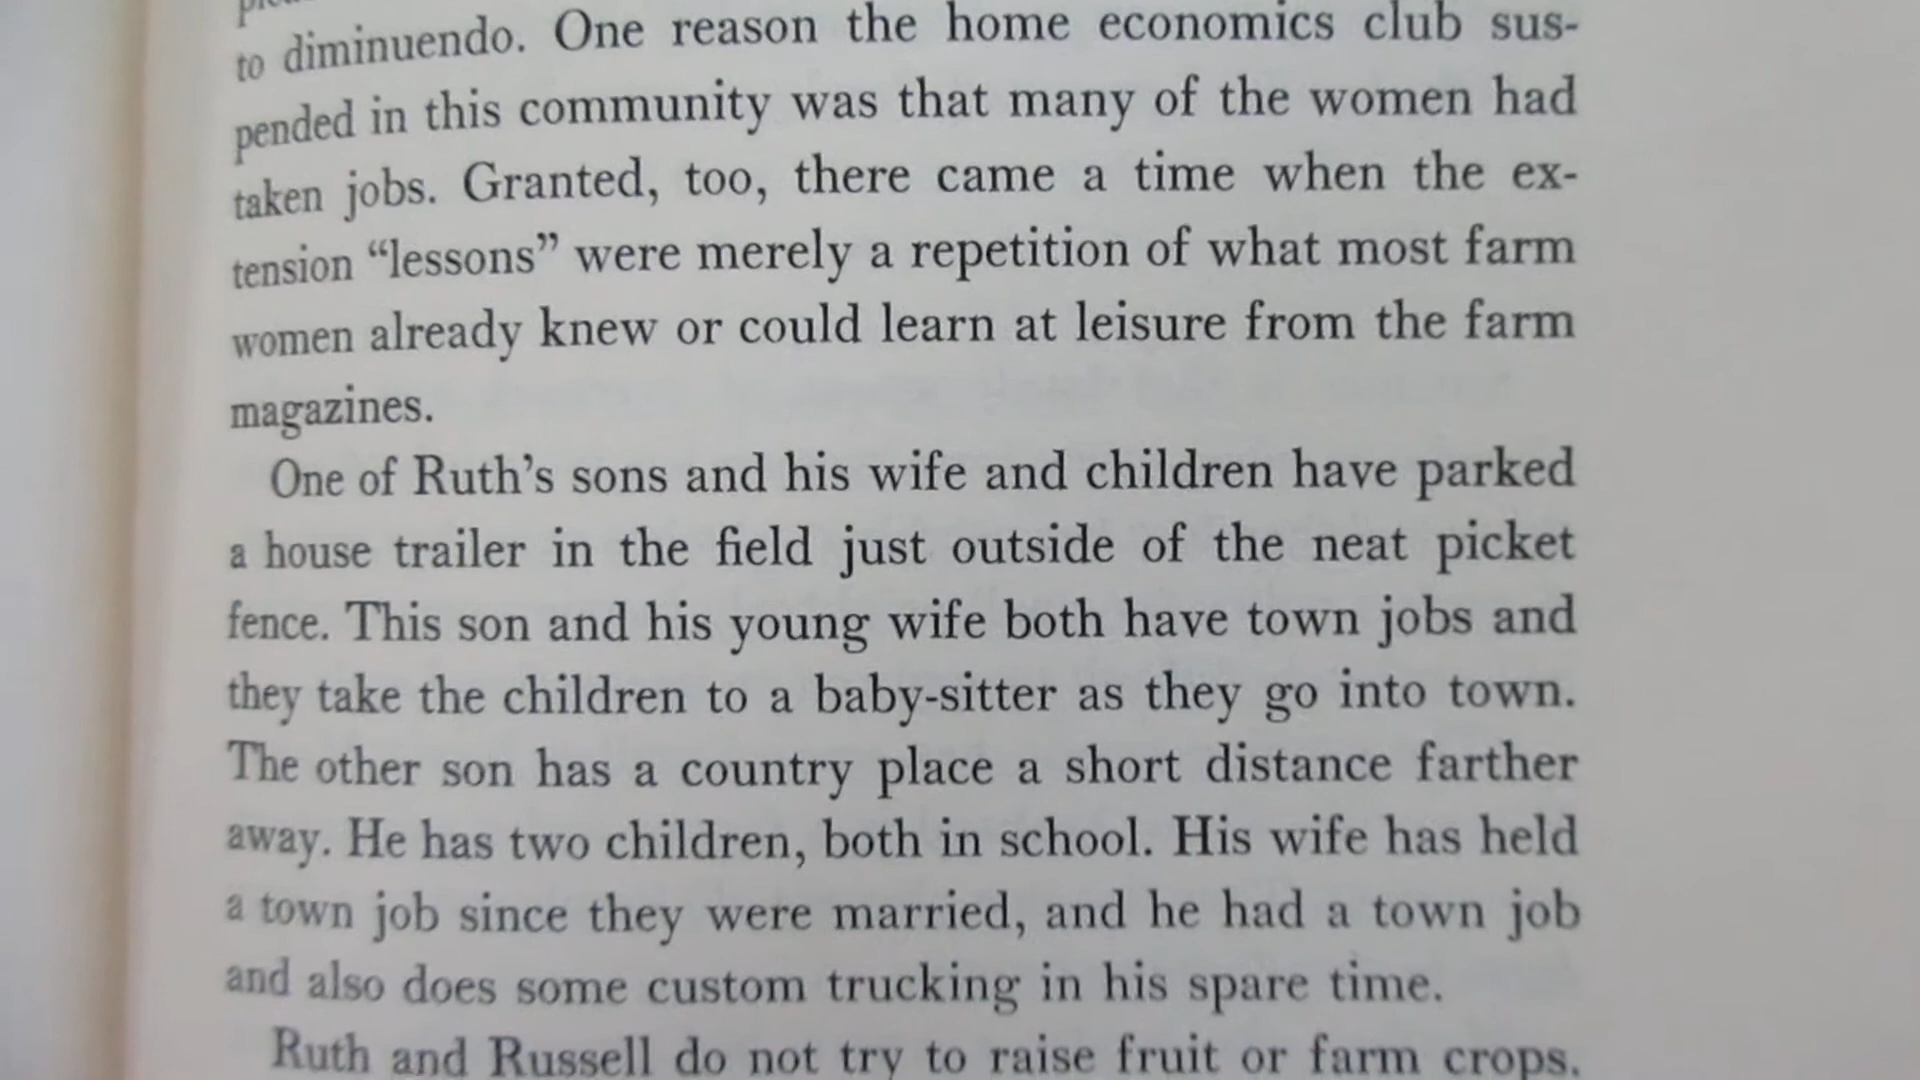 to diminuendo. One reason the home economics club sus-
pended in this community was that many of the women had
taken jobs. Granted, too, there came a time when the ex-
tension “lessons” were merely a repetition of what most farm
women already knew or could learn at leisure from the farm
magazines.
One of Ruth’s sons and his wife and children have parked
a house trailer in the field just outside of the neat picket
fence. This son and his young wife both have town jobs and
they take the children to a baby-sitter as they go into town.
The other son has a country place a short distance farther
away. He has two children, both in school. His wife has held
a town job since they were married, and he had a town job
and also does some custom trucking in his spare time.
Ruth and Russell do not try to raise fruit or farm crops.